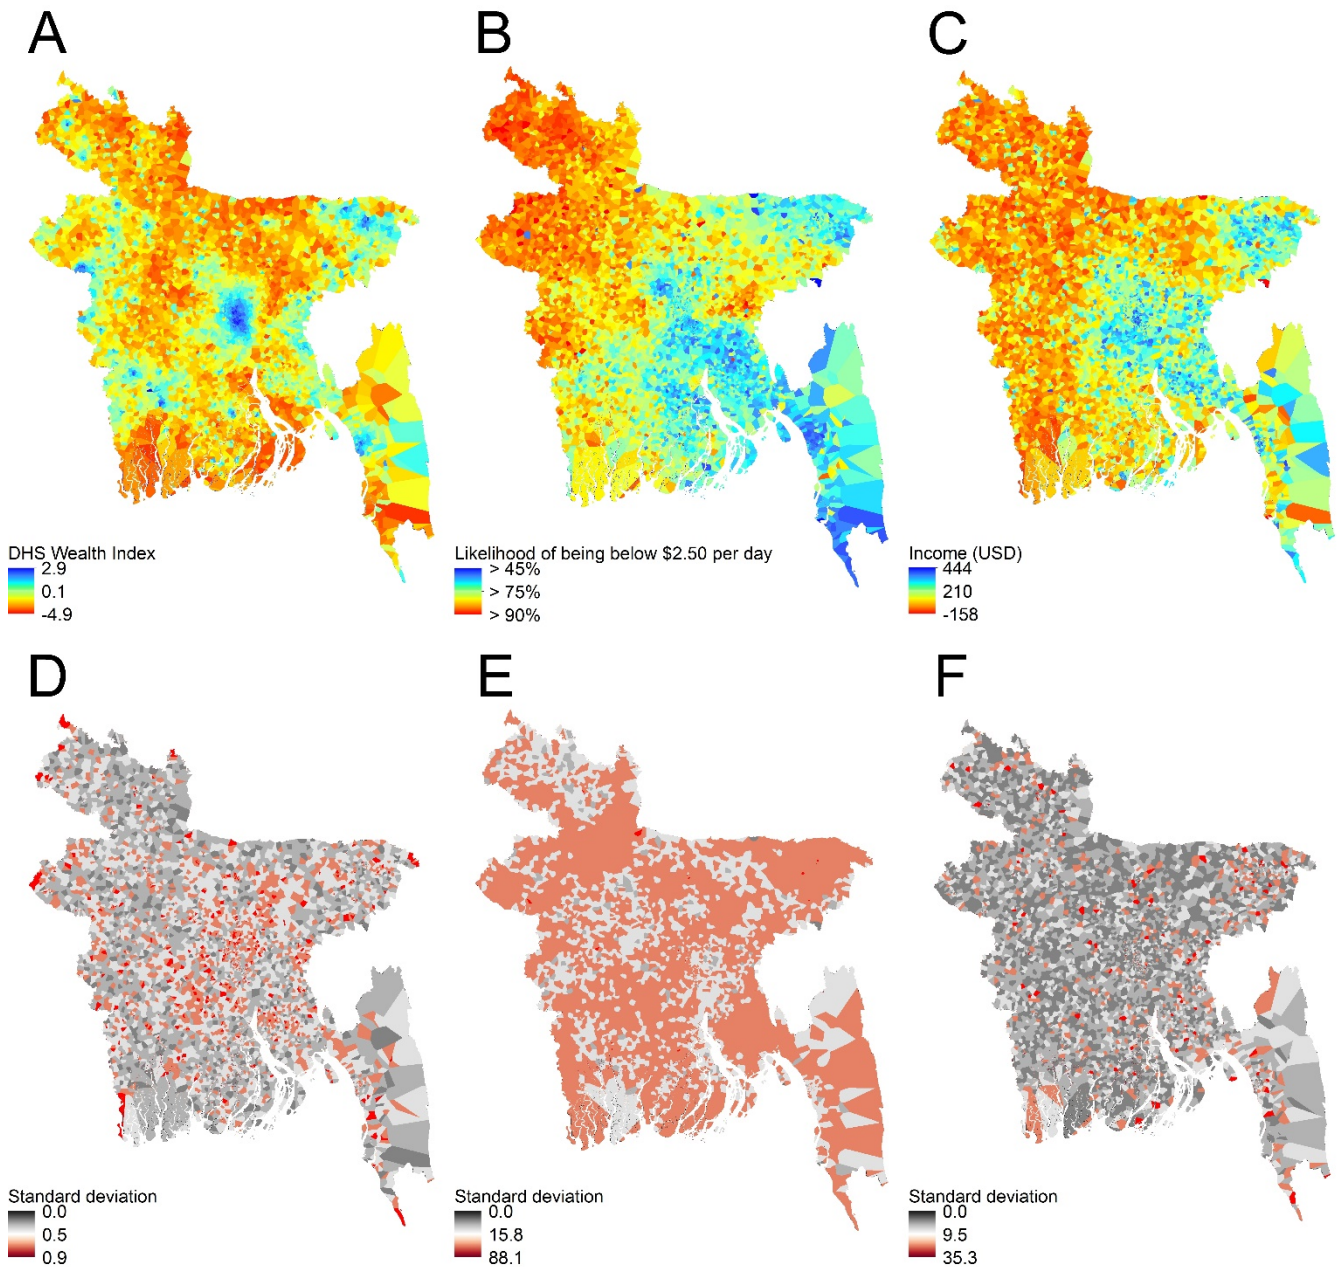 A
B
C
DHS Wealth Index
2.9
0.1
-4.9
Likelihood of being below $2.50 per day
> 45%
> 75%
> 90%
Income (USD)
444
210
-158
D
E
F
Standard deviation
0.0
0.5
0.9
Standard deviation
0.0
15.8
88.1
Standard deviation
0.0
9.5
35.3